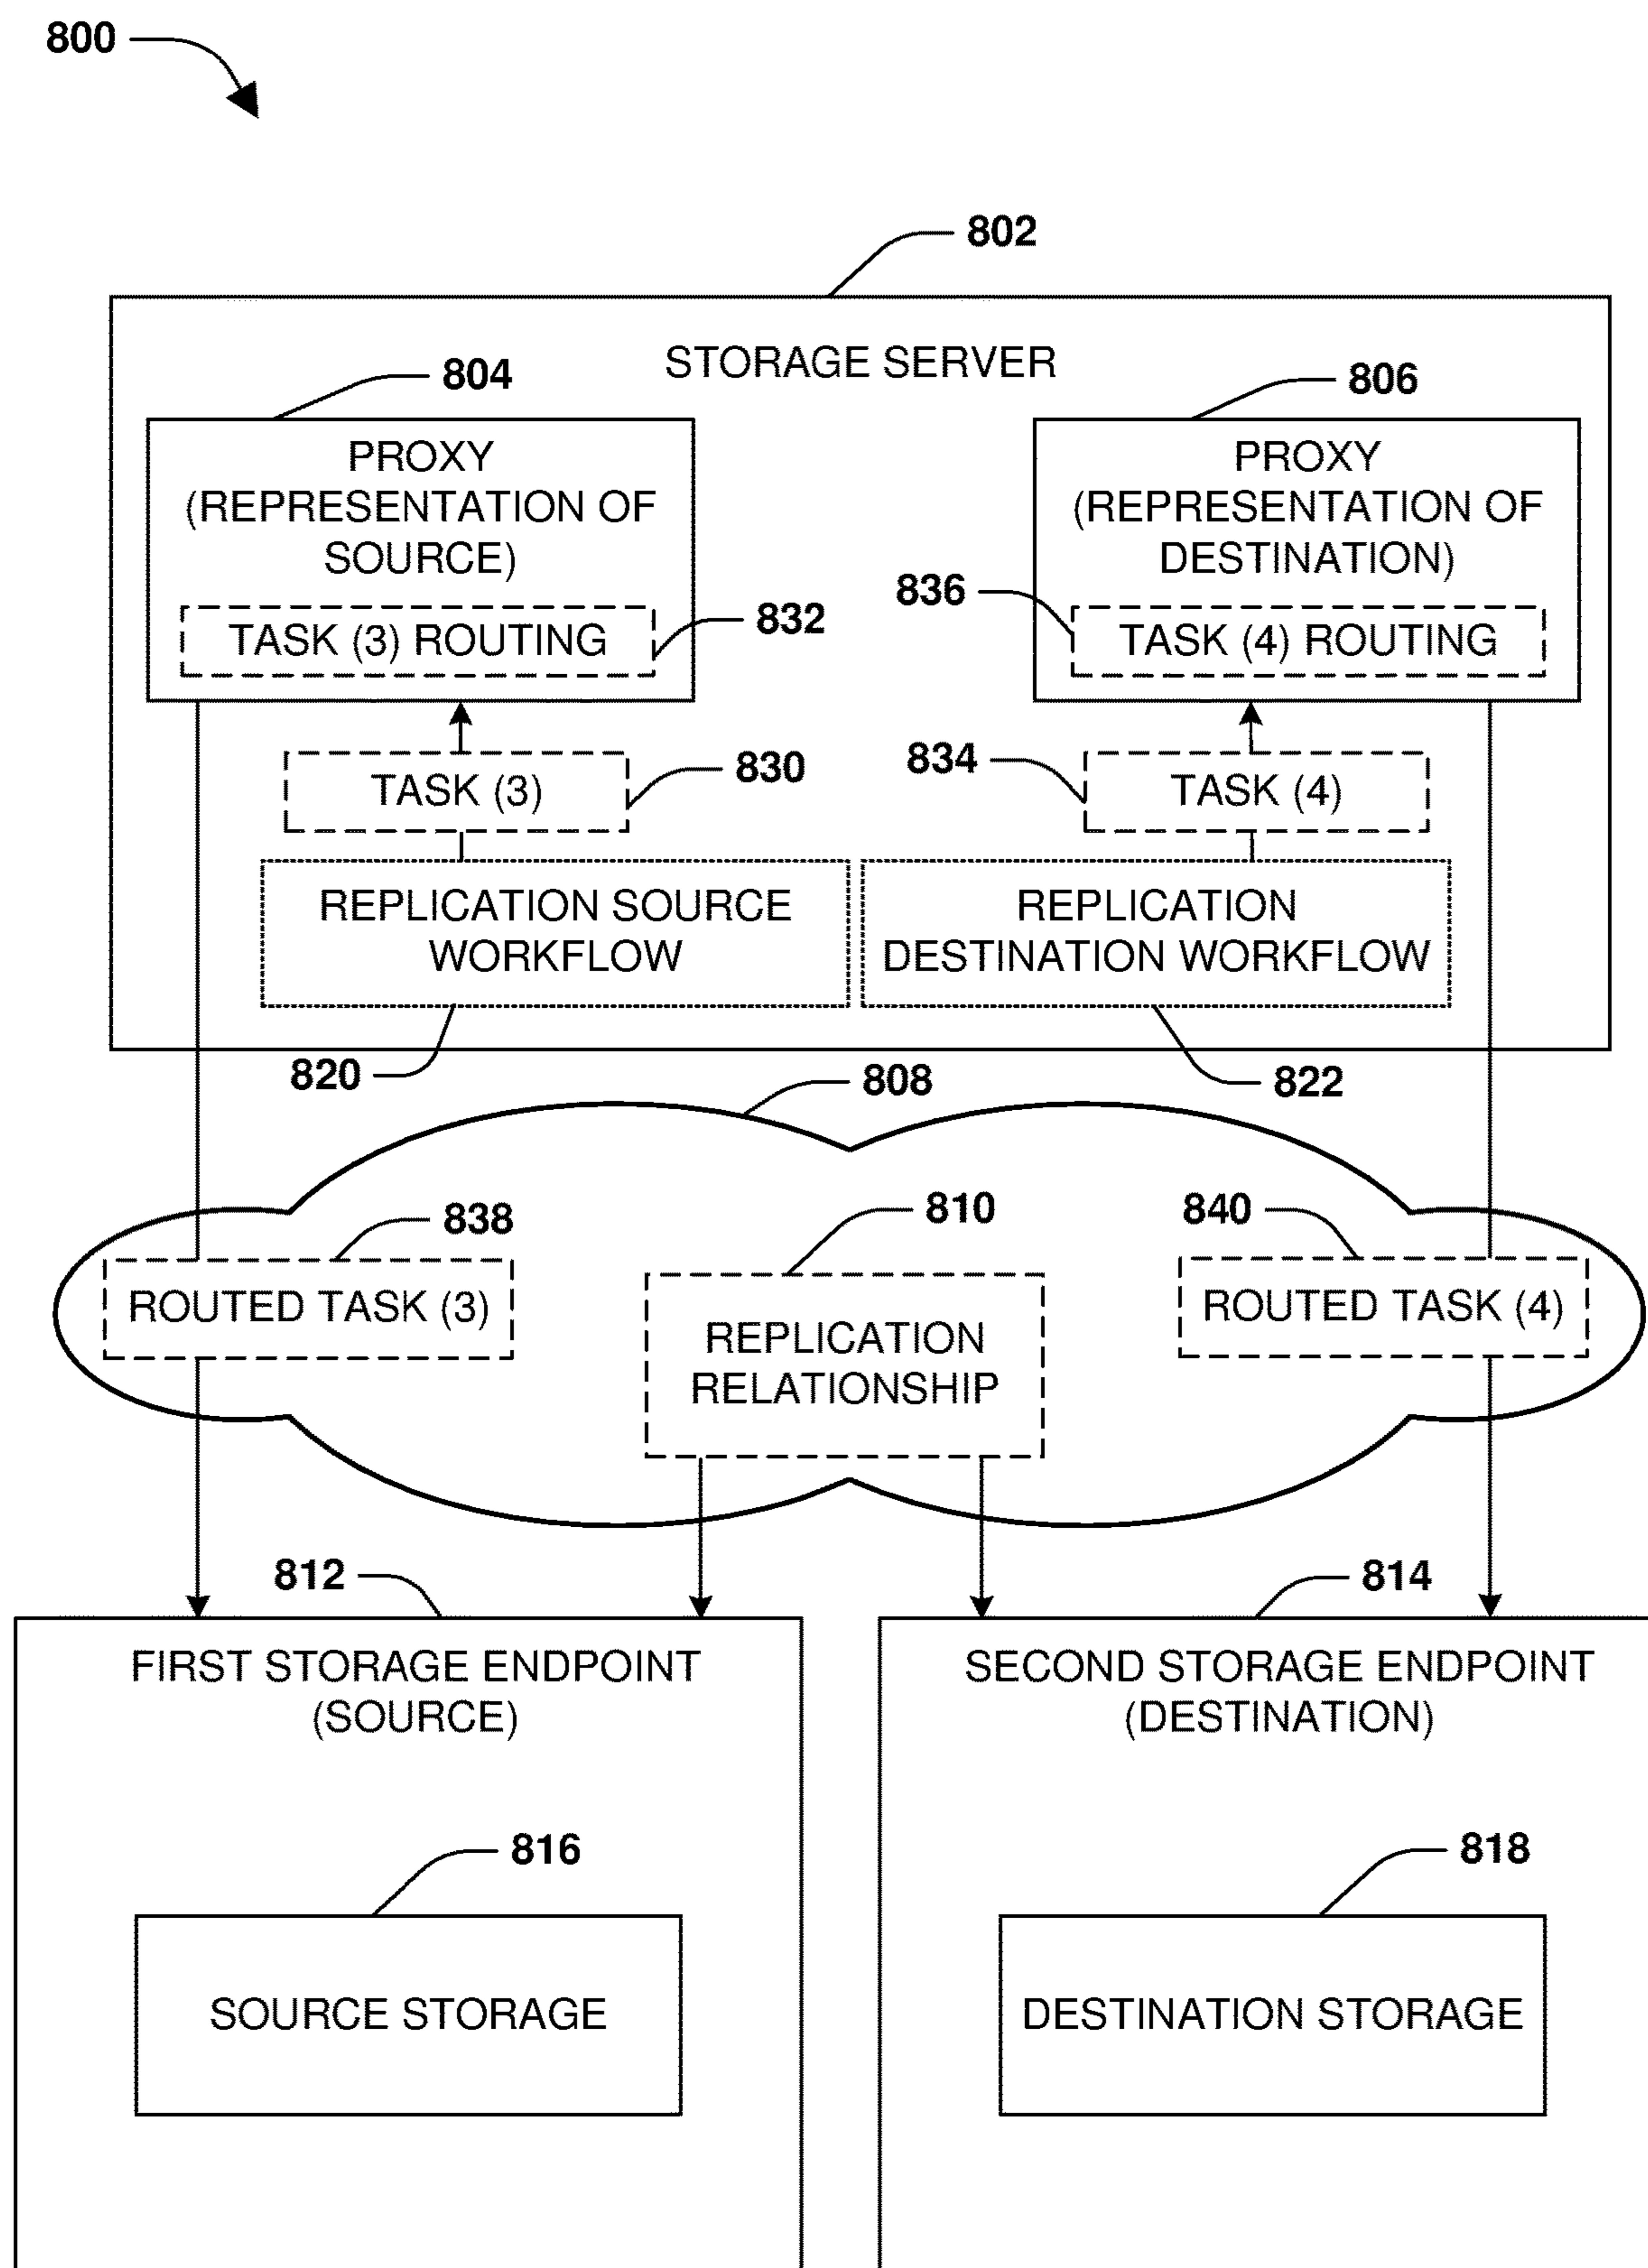 800
802
STORAGE SERVER
804
806
PROXY
(REPRESENTATION OF
SOURCE)
TASK (3) ROUTING
832
PROXY
(REPRESENTATION OF
DESTINATION)
836
TASK (4) ROUTING
TASK (3)
830
834
TASK (4)
REPLICATION SOURCE
WORKFLOW
REPLICATION
DESTINATION WORKFLOW
820
822
808
838
810
840
ROUTED TASK (3)
REPLICATION
RELATIONSHIP
ROUTED TASK (4)
812
814
FIRST STORAGE ENDPOINT
(SOURCE)
SECOND STORAGE ENDPOINT
(DESTINATION)
816
818
SOURCE STORAGE
DESTINATION STORAGE